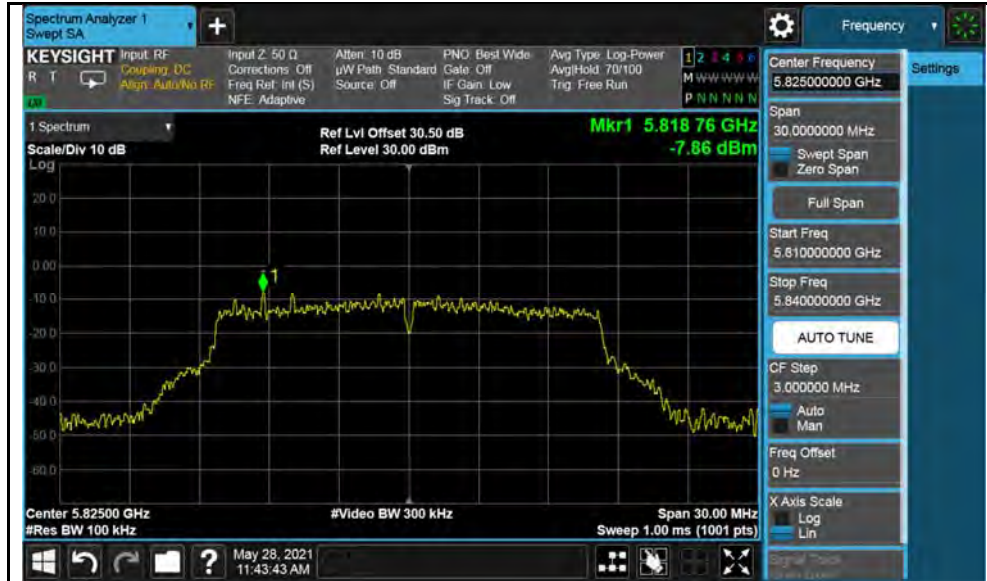 Spectrum Analyzer 1
Swept SA
+
Frequency
KEYSIGHT
R T
Input: RF
Coupling: DC
Align: Auto/No RF
Input Z: 50 Ω
Corrections: Off
Freq Ref: Int (S)
NFE: Adaptive
Atten: 10 dB
µW Path: Standard
Source: Off
PNO: Best Wide
Gate: Off
IF Gain: Low
Sig Track: Off
Avg Type: Log-Power
Avg|Hold: 70/100
Trig: Free Run
1 2 3 4 5 6
M W W W W W
P N N N N N
1 Spectrum
Scale/Div 10 dB
Ref Lvl Offset 30.50 dB
Ref Level 30.00 dBm
Mkr1 5.818 76 GHz
-7.86 dBm
Log
20.0
10.0
0.00
-10.0
-20.0
-30.0
-40.0
-50.0
-60.0
1
Center 5.82500 GHz
#Res BW 100 kHz
#Video BW 300 kHz
Span 30.00 MHz
Sweep 1.00 ms (1001 pts)
Center Frequency
5.825000000 GHz
Settings
Span
30.0000000 MHz
Swept Span
Zero Span
Full Span
Start Freq
5.810000000 GHz
Stop Freq
5.840000000 GHz
AUTO TUNE
CF Step
3.000000 MHz
Auto
Man
Freq Offset
0 Hz
X Axis Scale
Log
Lin
Signal Track
?
May 28, 2021
11:43:43 AM